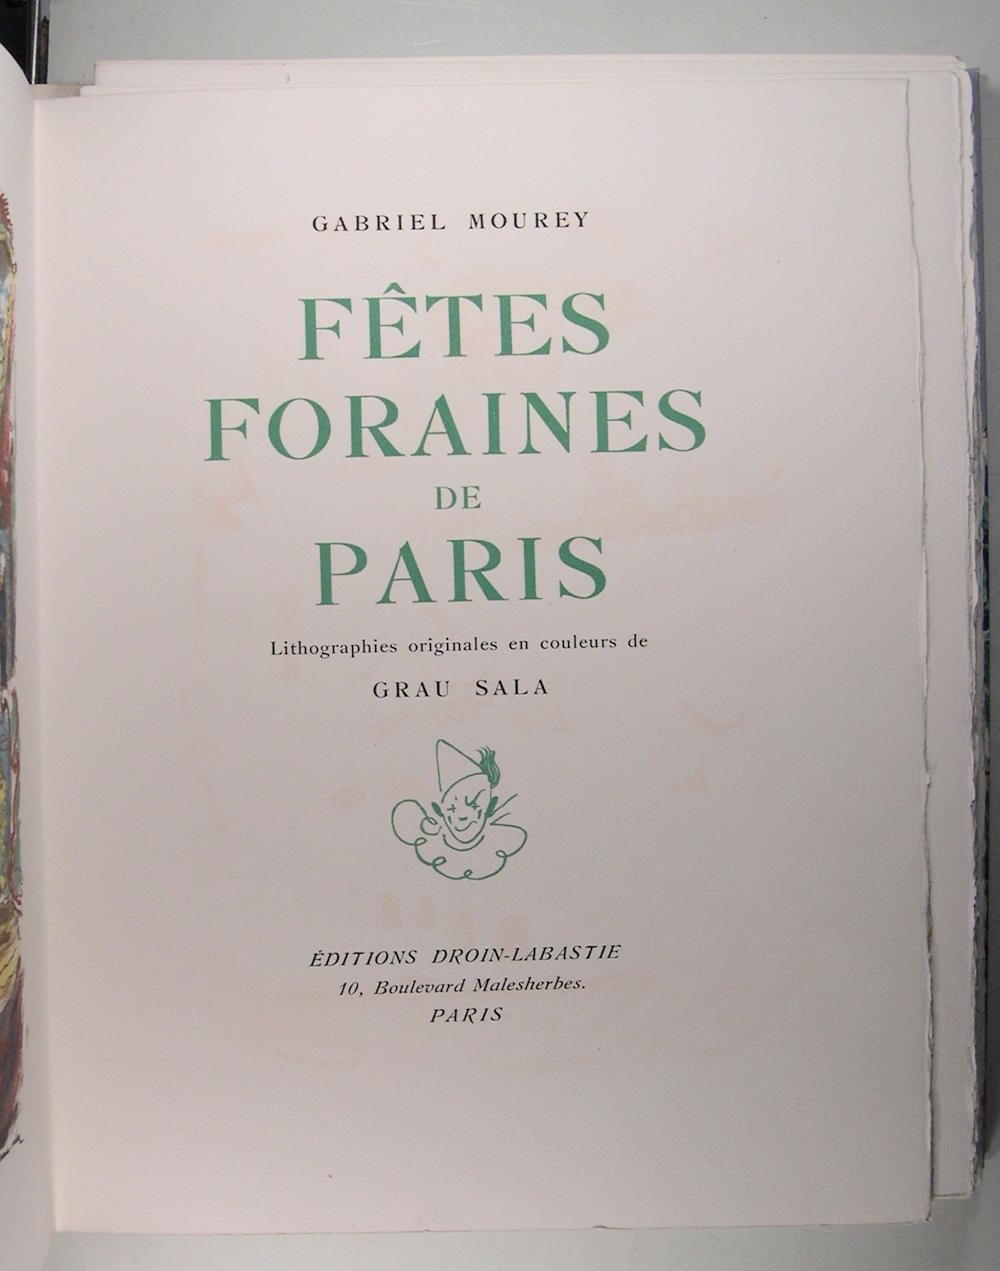 GABRIEL MOUREY
FÊTES
FORAINES
DE
PARIS
Lithographies originales en couleurs de
GRAU SALA
ÉDITIONS DROIN-LABASTIE
10, Boulevard Malesherbes.
PARIS